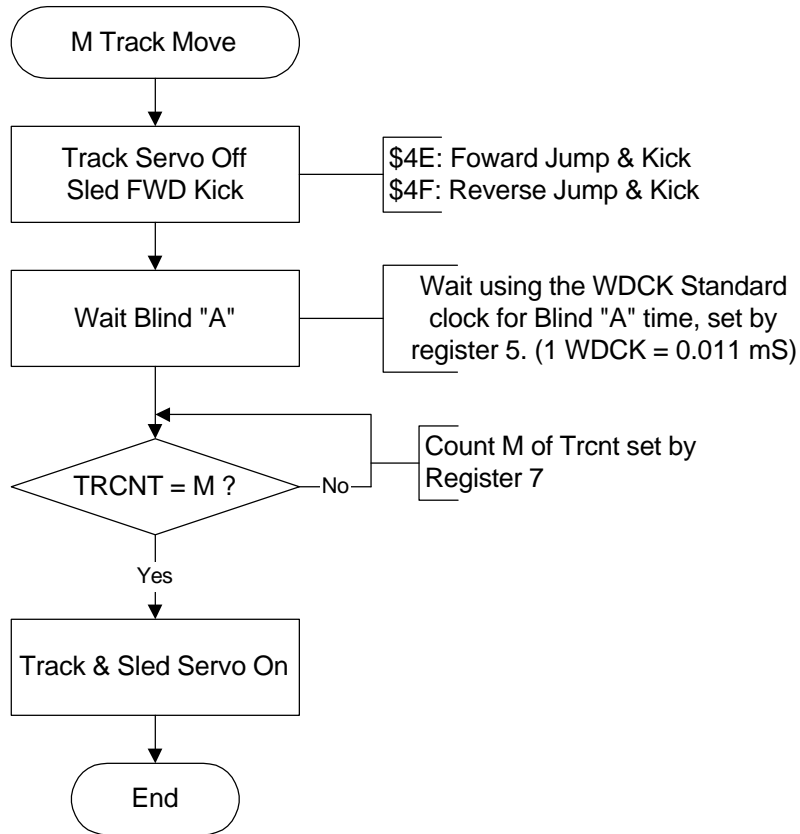 M Track Move
Track Servo Off
Sled FWD Kick
$4E: Foward Jump & Kick
$4F: Reverse Jump & Kick
Wait Blind "A"
Wait using the WDCK Standard
clock for Blind "A" time, set by
register 5. (1 WDCK = 0.011 mS)
TRCNT = M ?
No
Count M of Trcnt set by
Register 7
Yes
Track & Sled Servo On
End